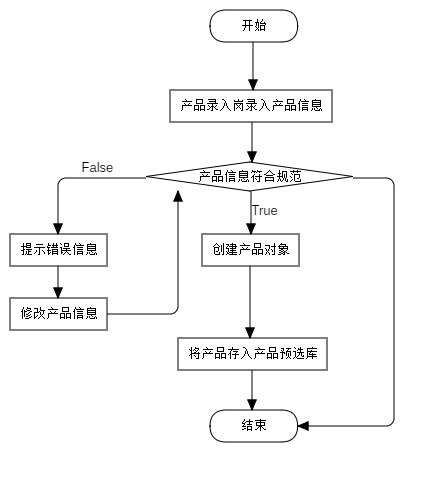 开始
产品录入岗录入产品信息
产品信息符合规范
False
True
提示错误信息
创建产品对象
修改产品信息
将产品存入产品预选库
结束